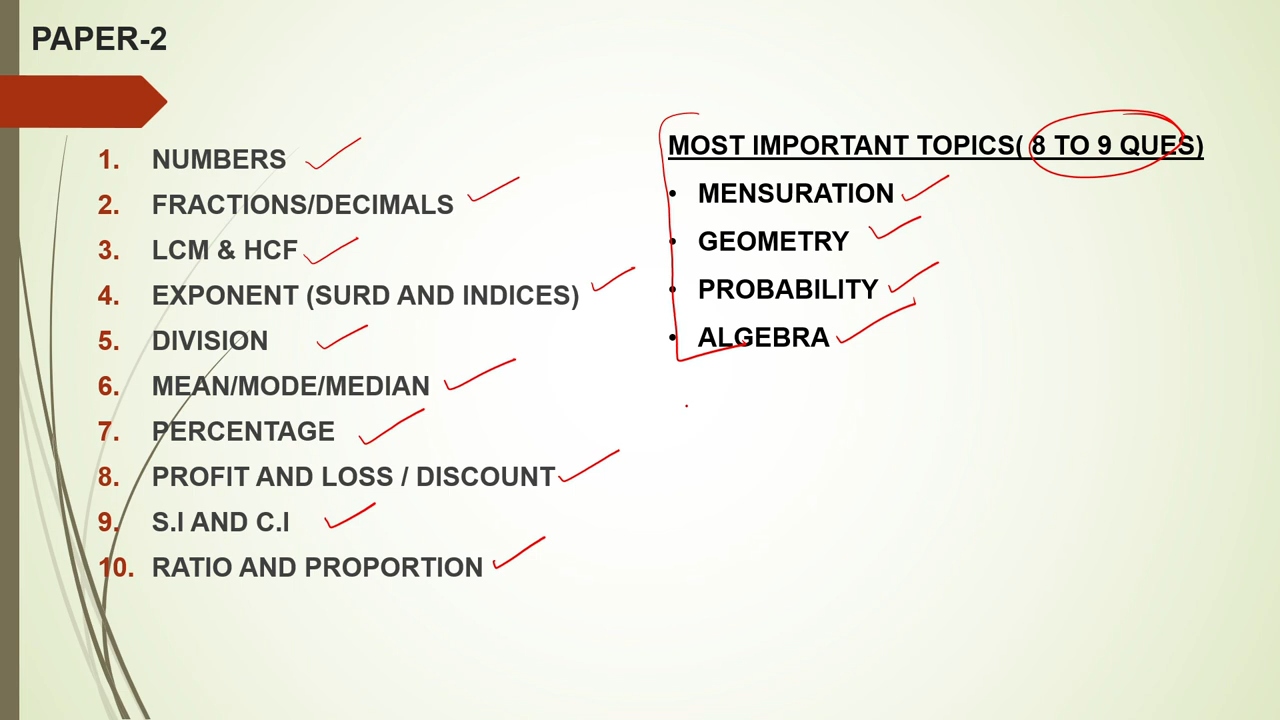 PAPER-2
1. NUMBERS
2. FRACTIONS/DECIMALS
3. LCM & HCF
4. EXPONENT (SURD AND INDICES)
5. DIVISION
6. MEAN/MODE/MEDIAN
7. PERCENTAGE
8. PROFIT AND LOSS / DISCOUNT
9. S.I AND C.I
10. RATIO AND PROPORTION
MOST IMPORTANT TOPICS( 8 TO 9 QUES)
• MENSURATION
• GEOMETRY
• PROBABILITY
• ALGEBRA